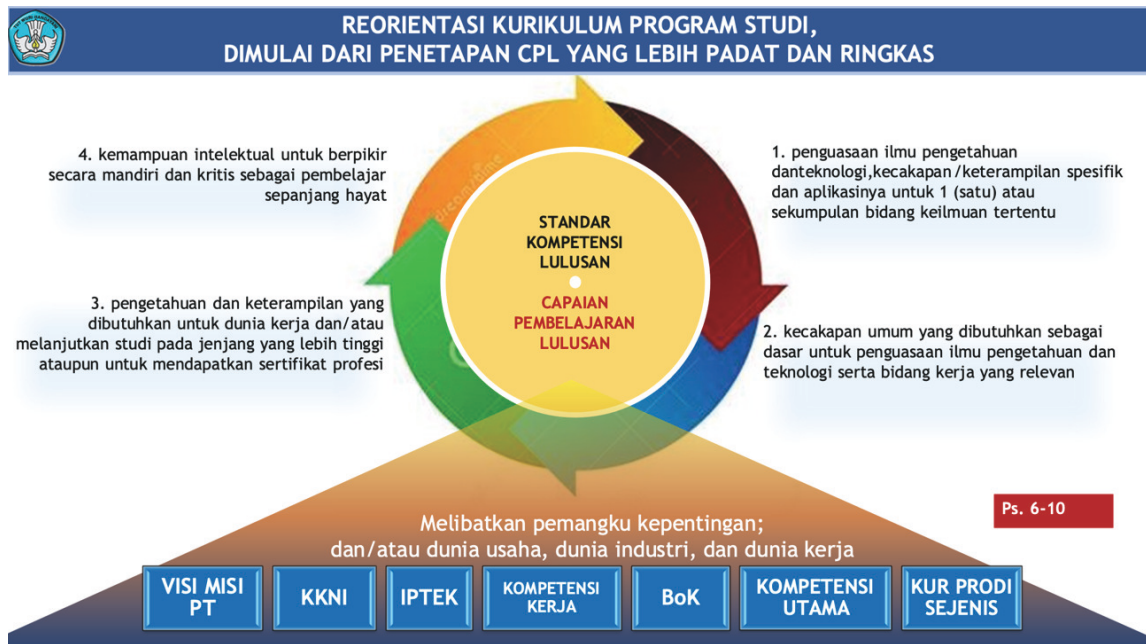 REORIENTASI KURIKULUM PROGRAM STUDI,
DIMULAI DARI PENETAPAN CPL YANG LEBIH PADAT DAN RINGKAS
4. kemampuan intelektual untuk berpikir
secara mandiri dan kritis sebagai pembelajar
sepanjang hayat
1. penguasaan ilmu pengetahuan
danteknologi,kecakapan/keterampilan spesifik
dan aplikasinya untuk 1 (satu) atau
sekumpulan bidang keilmuan tertentu
STANDAR
KOMPETENSI
LULUSAN
CAPAIAN
PEMBELAJARAN
LULUSAN
3. pengetahuan dan keterampilan yang
dibutuhkan untuk dunia kerja dan/atau
melanjutkan studi pada jenjang yang lebih tinggi
ataupun untuk mendapatkan sertifikat profesi
2. kecakapan umum yang dibutuhkan sebagai
dasar untuk penguasaan ilmu pengetahuan dan
teknologi serta bidang kerja yang relevan
Ps. 6-10
Melibatkan pemangku kepentingan;
dan/atau dunia usaha, dunia industri, dan dunia kerja
VISI MISI
PT
KKNI
IPTEK
KOMPETENSI
KERJA
BoK
KOMPETENSI
UTAMA
KUR PRODI
SEJENIS